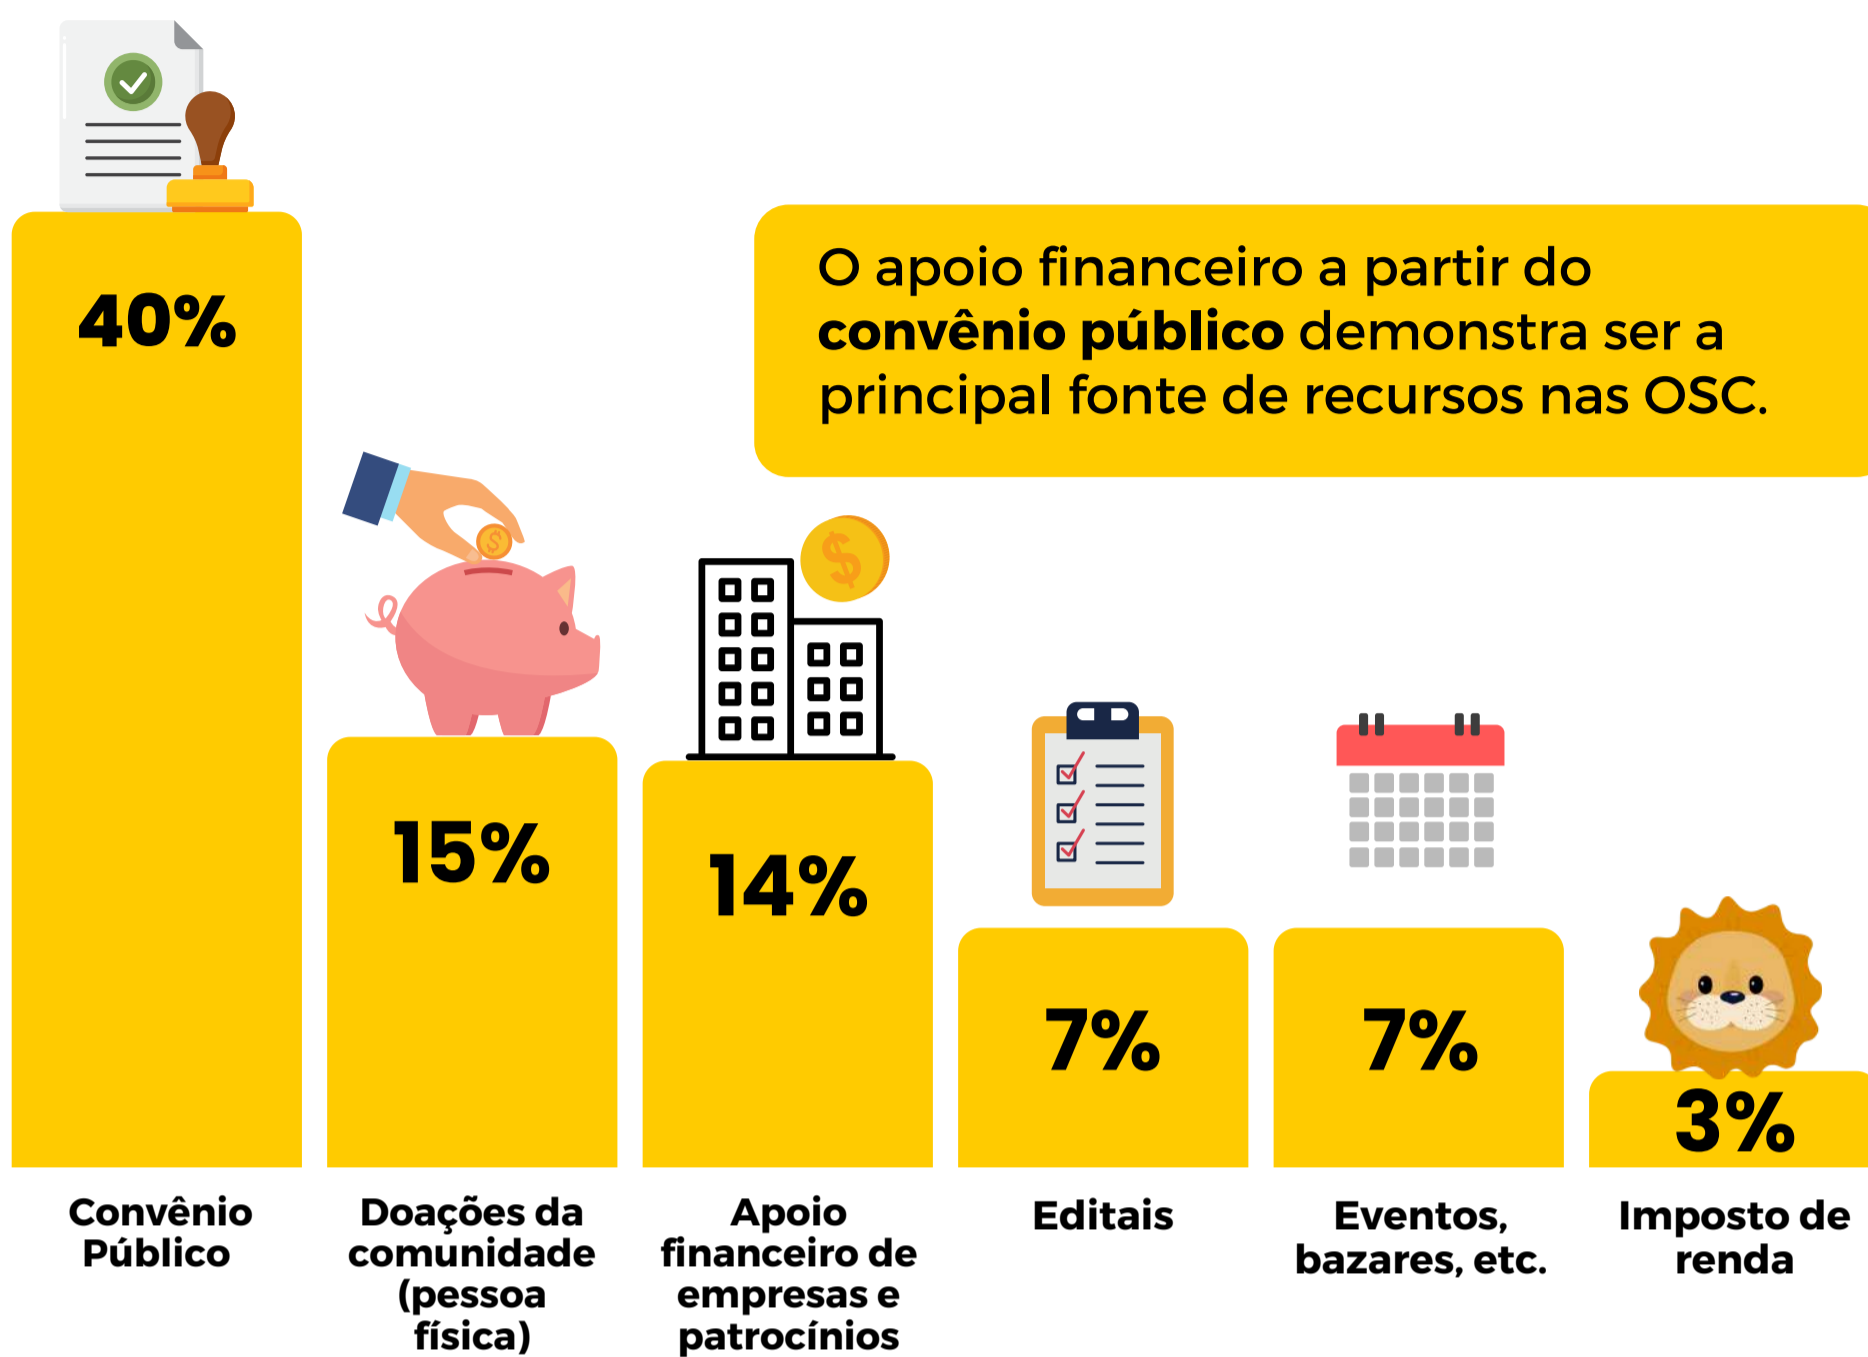 40%
O apoio financeiro a partir do
convênio público demonstra ser a
principal fonte de recursos nas OSC.
15%
14%
7%
7%
3%
Convênio
Público
Doações da
comunidade
(pessoa
física)
Apoio
financeiro de
empresas e
patrocínios
Editais
Eventos,
bazares, etc.
Imposto de
renda